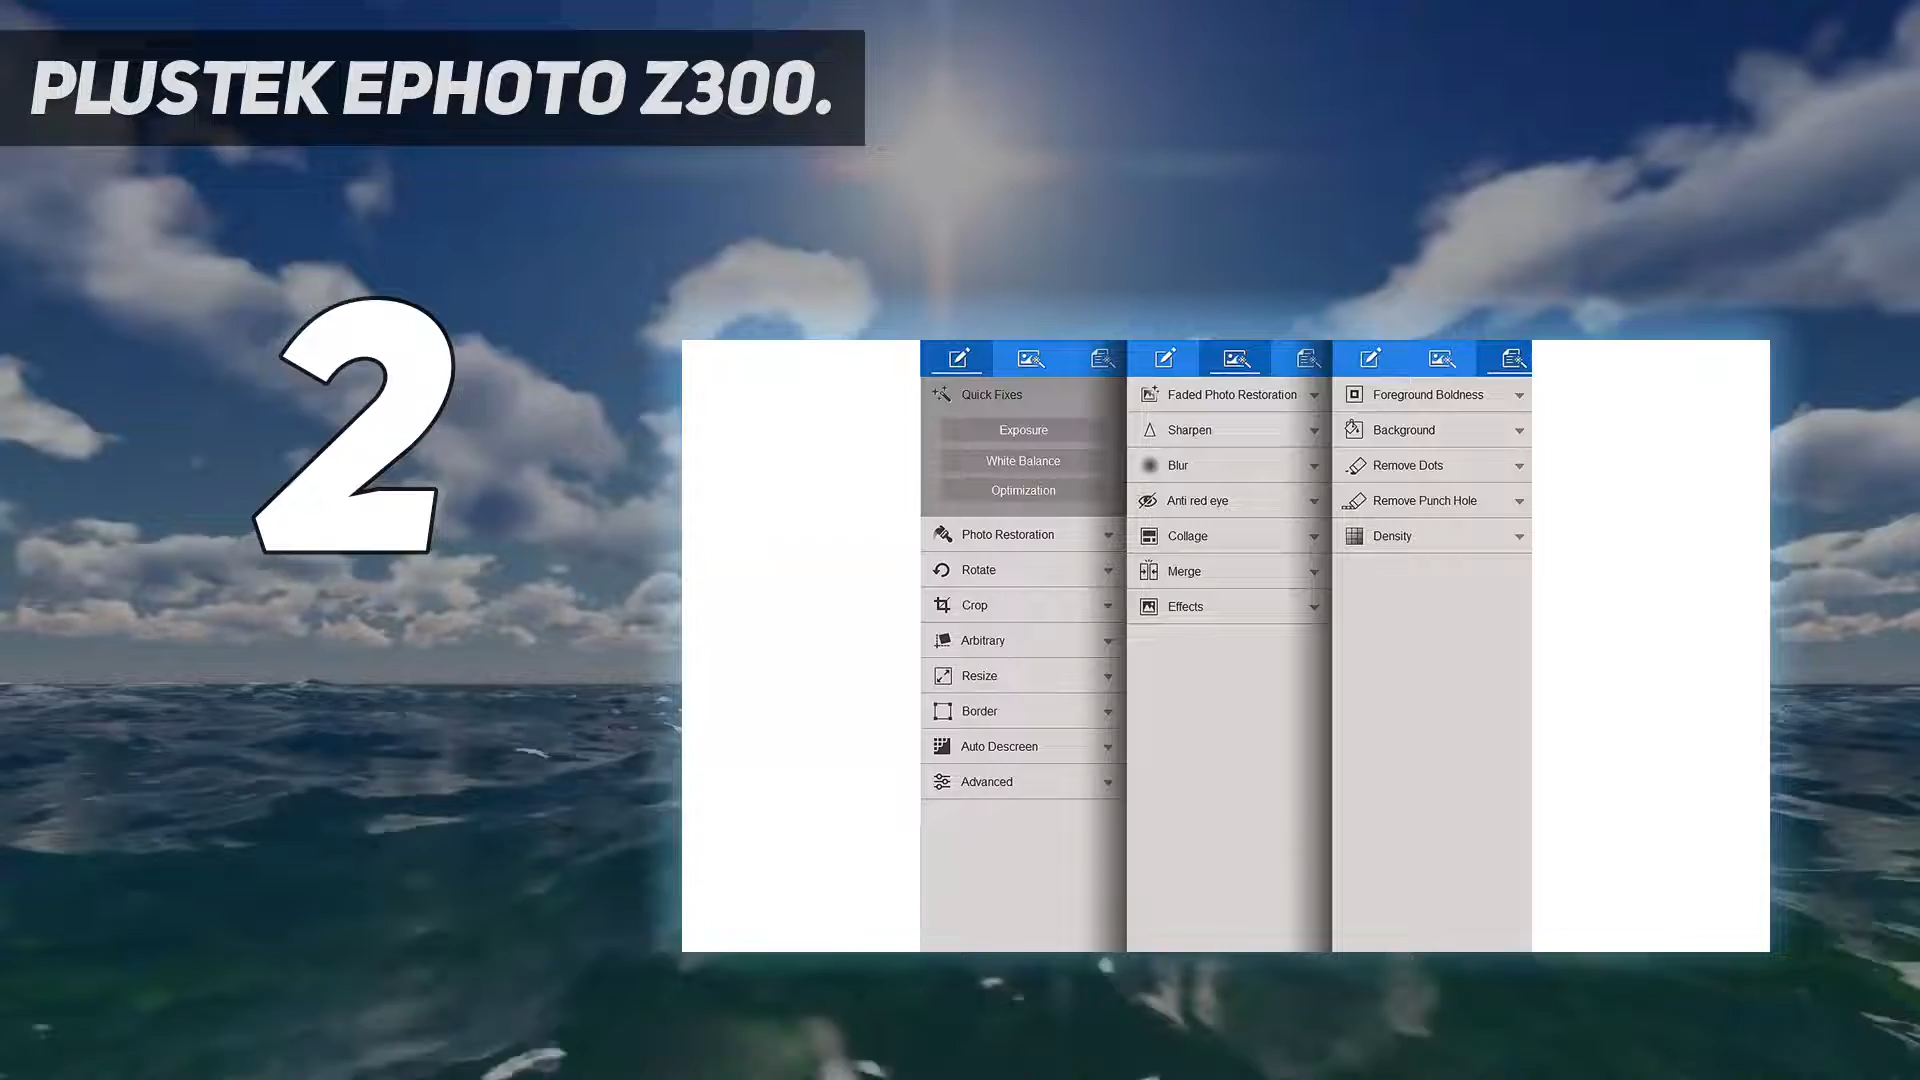 PLUSTEK EPHOTO Z300.
2
Quick Fixes
Exposure
White Balance
Optimization
Photo Restoration
Rotate
Crop
Arbitrary
Resize
Border
Auto Descreen
Advanced
Faded Photo Restoration
Sharpen
Blur
Anti red eye
Collage
Merge
Effects
Foreground Boldness
Background
Remove Dots
Remove Punch Hole
Density